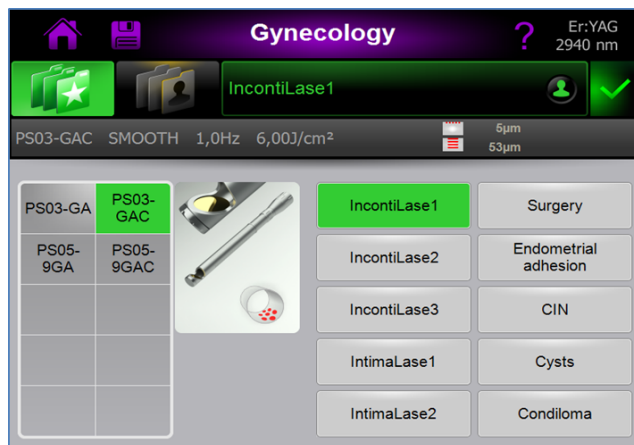 Gynecology
?
Er:YAG
2940 nm
IncontiLase1
PS03-GAC SMOOTH 1,0Hz 6,00J/cm²
5µm
53µm
PS03-GA
PS03-
GAC
PS05-
9GA
PS05-
9GAC
IncontiLase1
Surgery
IncontiLase2
Endometrial
adhesion
IncontiLase3
CIN
IntimaLase1
Cysts
IntimaLase2
Condiloma